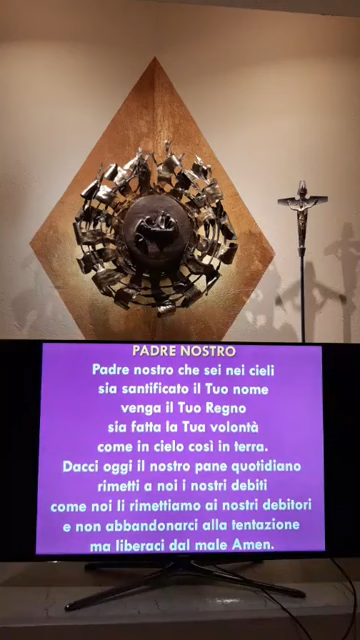 PADRE NOSTRO
Padre nostro che sei nei cieli
sia santificato il Tuo nome
venga il Tuo Regno
sia fatta la Tua volontà
come in cielo così in terra.
Dacci oggi il nostro pane quotidiano
rimetti a noi i nostri debiti
come noi li rimettiamo ai nostri debitori
e non abbandonarci alla tentazione
ma liberaci dal male Amen.